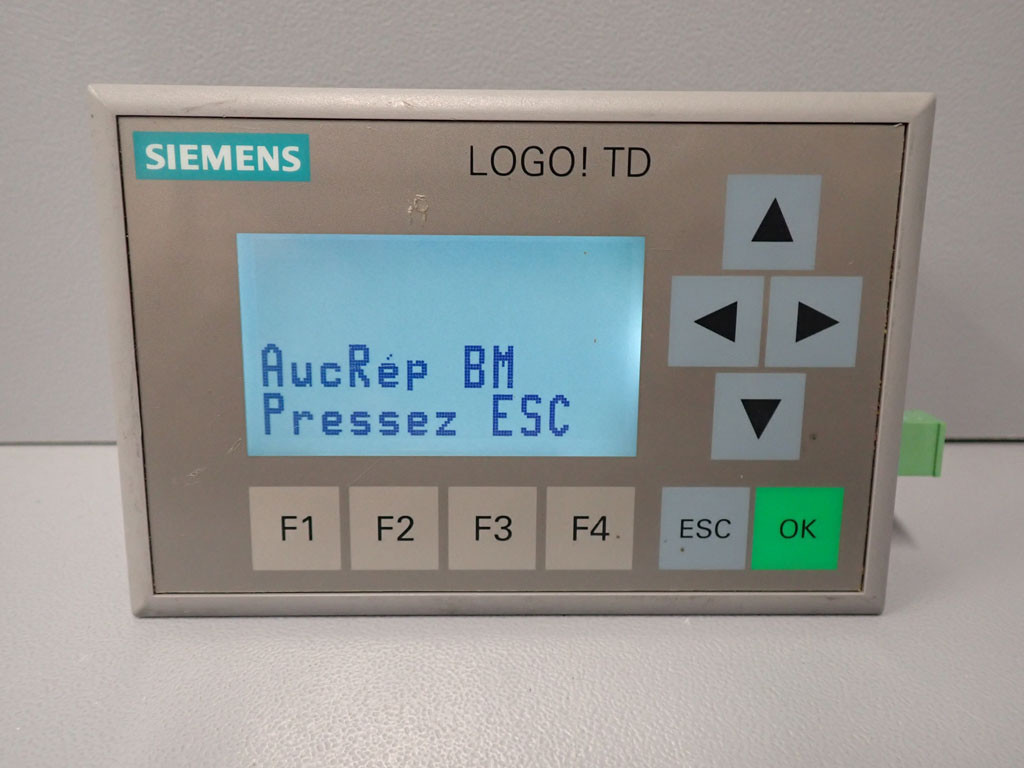 SIEMENS
LOGO! TD
AucRép BM
Pressez ESC
F1 F2 F3 F4 ESC OK